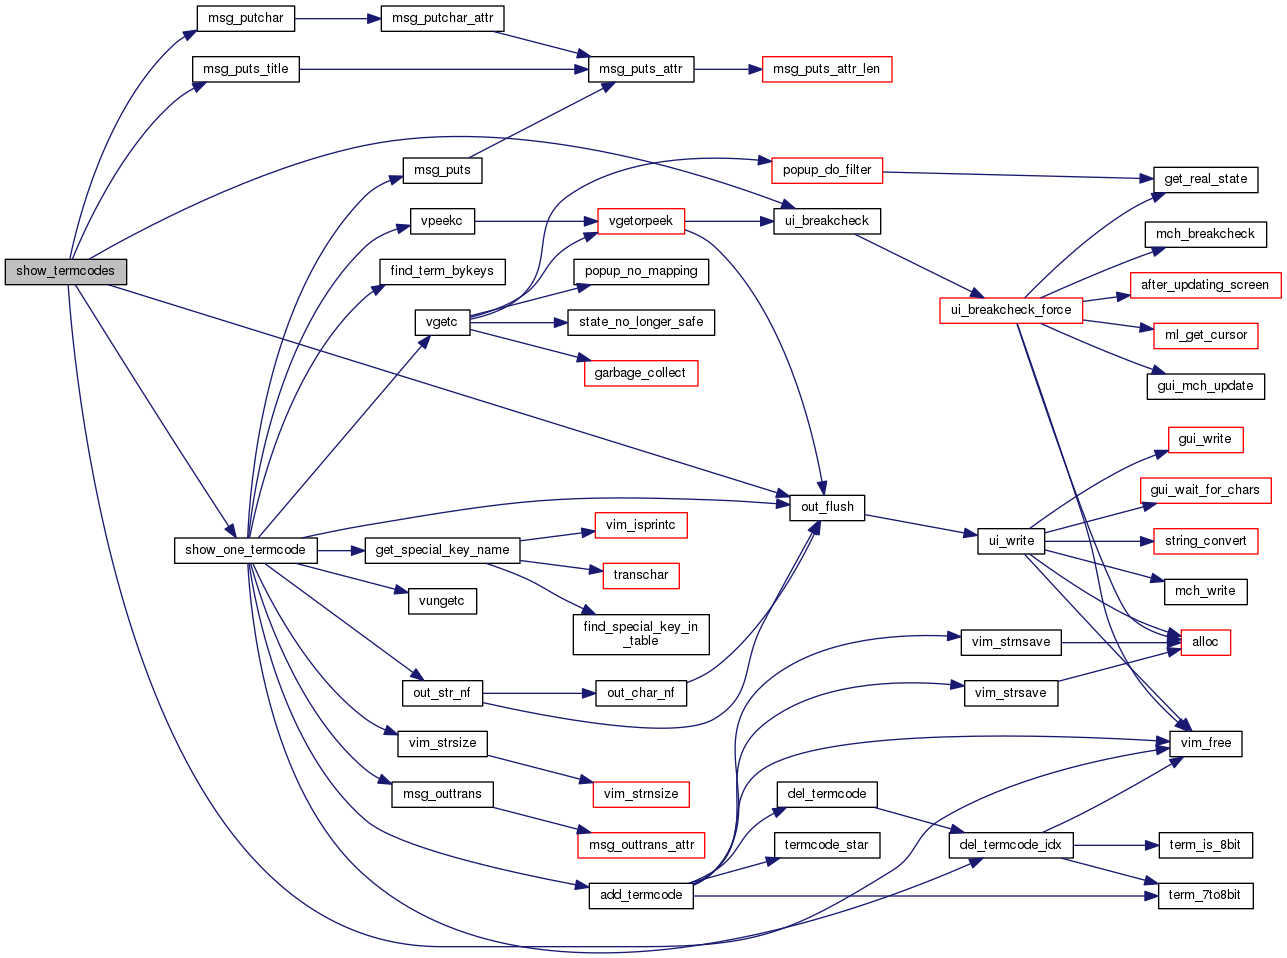 msg_putchar
msg_putchar_attr
msg_puts_title
msg_puts_attr
msg_puts_attr_len
msg_puts
popup_do_filter
get_real_state
vpeekc
vgetorpeek
ui_breakcheck
mch_breakcheck
show_termcodes
find_term_bykeys
popup_no_mapping
after_updating_screen
ui_breakcheck_force
vgetc
state_no_longer_safe
ml_get_cursor
garbage_collect
gui_mch_update
gui_write
gui_wait_for_chars
out_flush
vim_isprintc
ui_write
string_convert
show_one_termcode
get_special_key_name
transchar
mch_write
vungetc
find_special_key_in
_table
vim_strnsave
alloc
out_str_nf
out_char_nf
vim_strsave
vim_strsize
vim_free
msg_outtrans
vim_strnsize
del_termcode
msg_outtrans_attr
termcode_star
del_termcode_idx
term_is_8bit
add_termcode
term_7to8bit